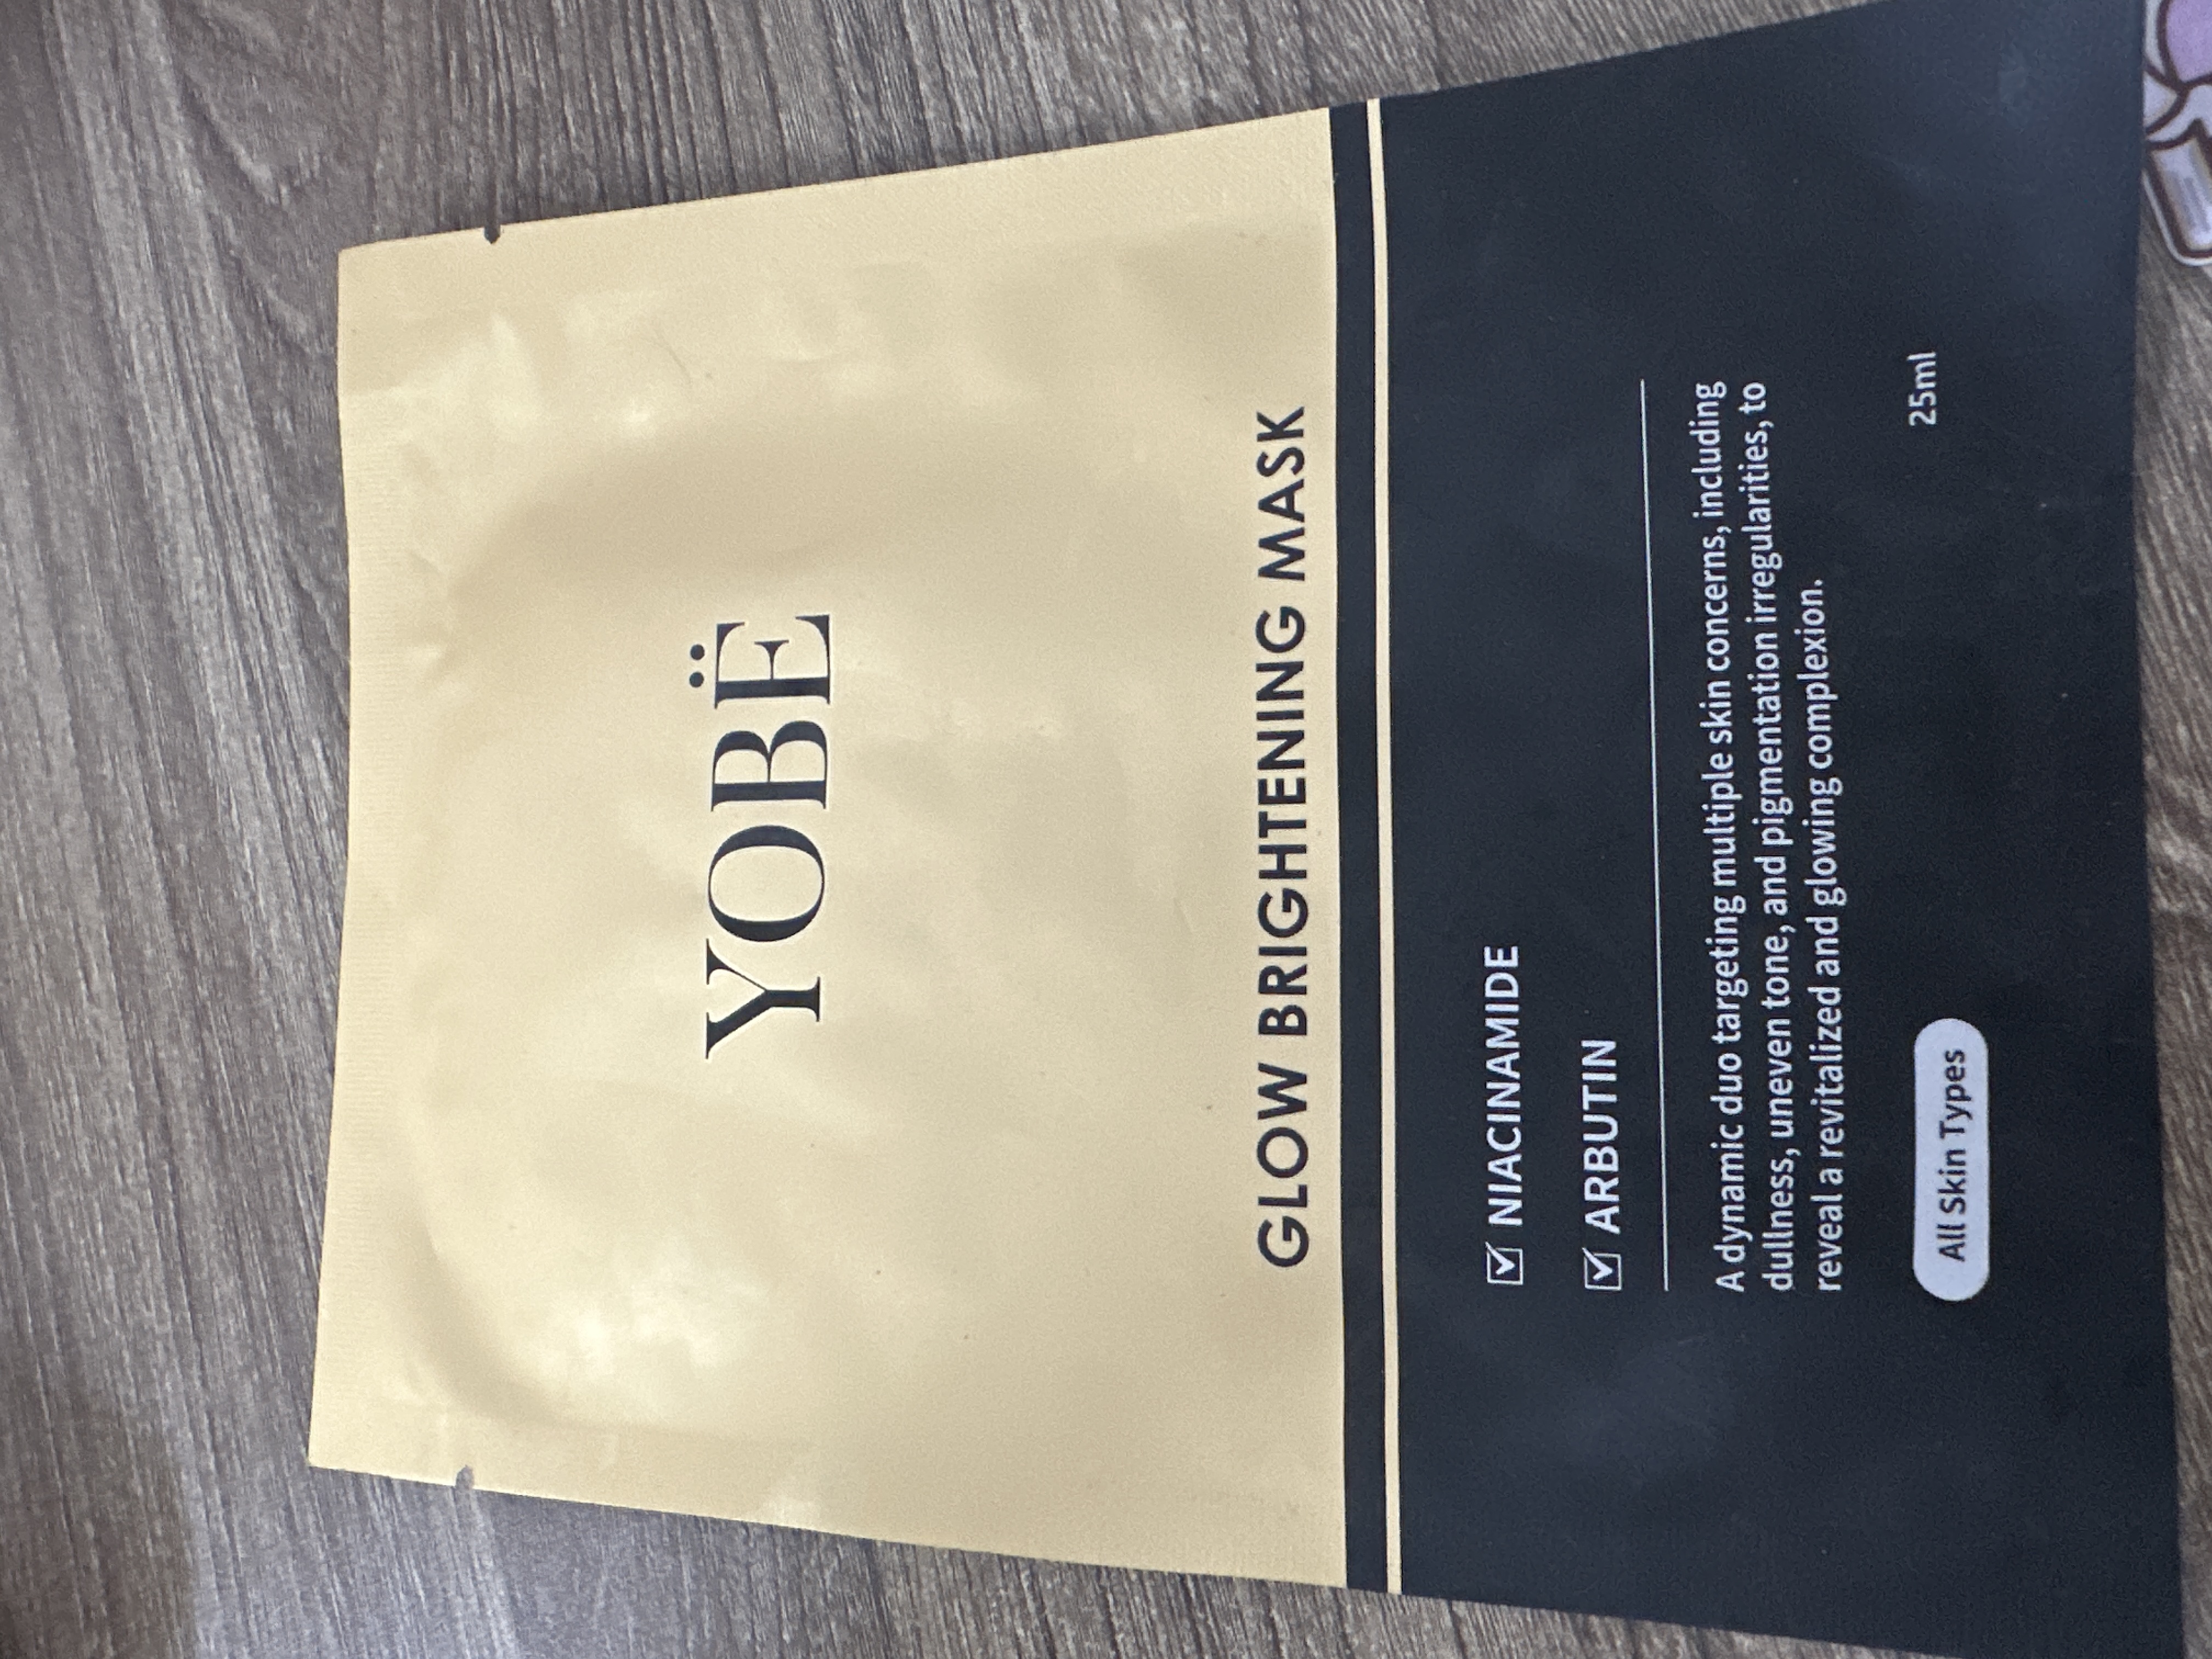 YOBË
GLOW BRIGHTENING MASK
NIACINAMIDE
ARBUTIN
A dynamic duo targeting multiple skin concerns, including
dullness, uneven tone, and pigmentation irregularities, to
reveal a revitalized and glowing complexion.
All Skin Types
25ml